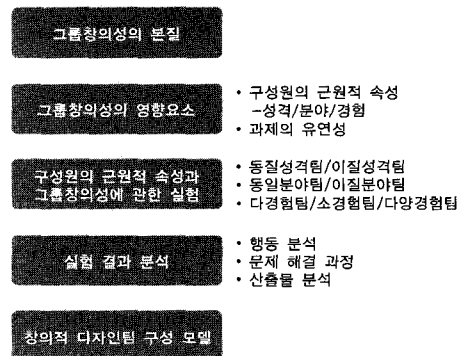 그룹창의성의 본질
그룹창의성의 영향요소
• 구성원의 근원적 속성
-성격/분야/경험
• 과제의 유연성
구성원의 근원적 속성과
그룹창의성에 관한 실험
• 동질성격팀/이질성격팀
• 동일분야팀/이질분야팀
• 다경험팀/소경험팀/다양경험팀
실험 결과 분석
• 행동 분석
• 문제 해결 과정
• 산출물 분석
창의적 디자인팀 구성 모델